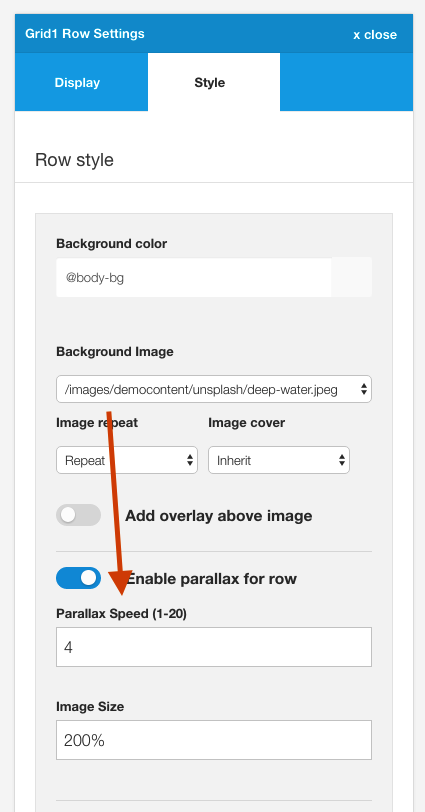 Grid1 Row Settings x close
Display Style
Row style
Background color
@body-bg
Background Image
/images/democontent/unsplash/deep-water.jpeg
Image repeat Image cover
Repeat Inherit
Add overlay above image
Enable parallax for row
Parallax Speed (1-20)
4
Image Size
200%